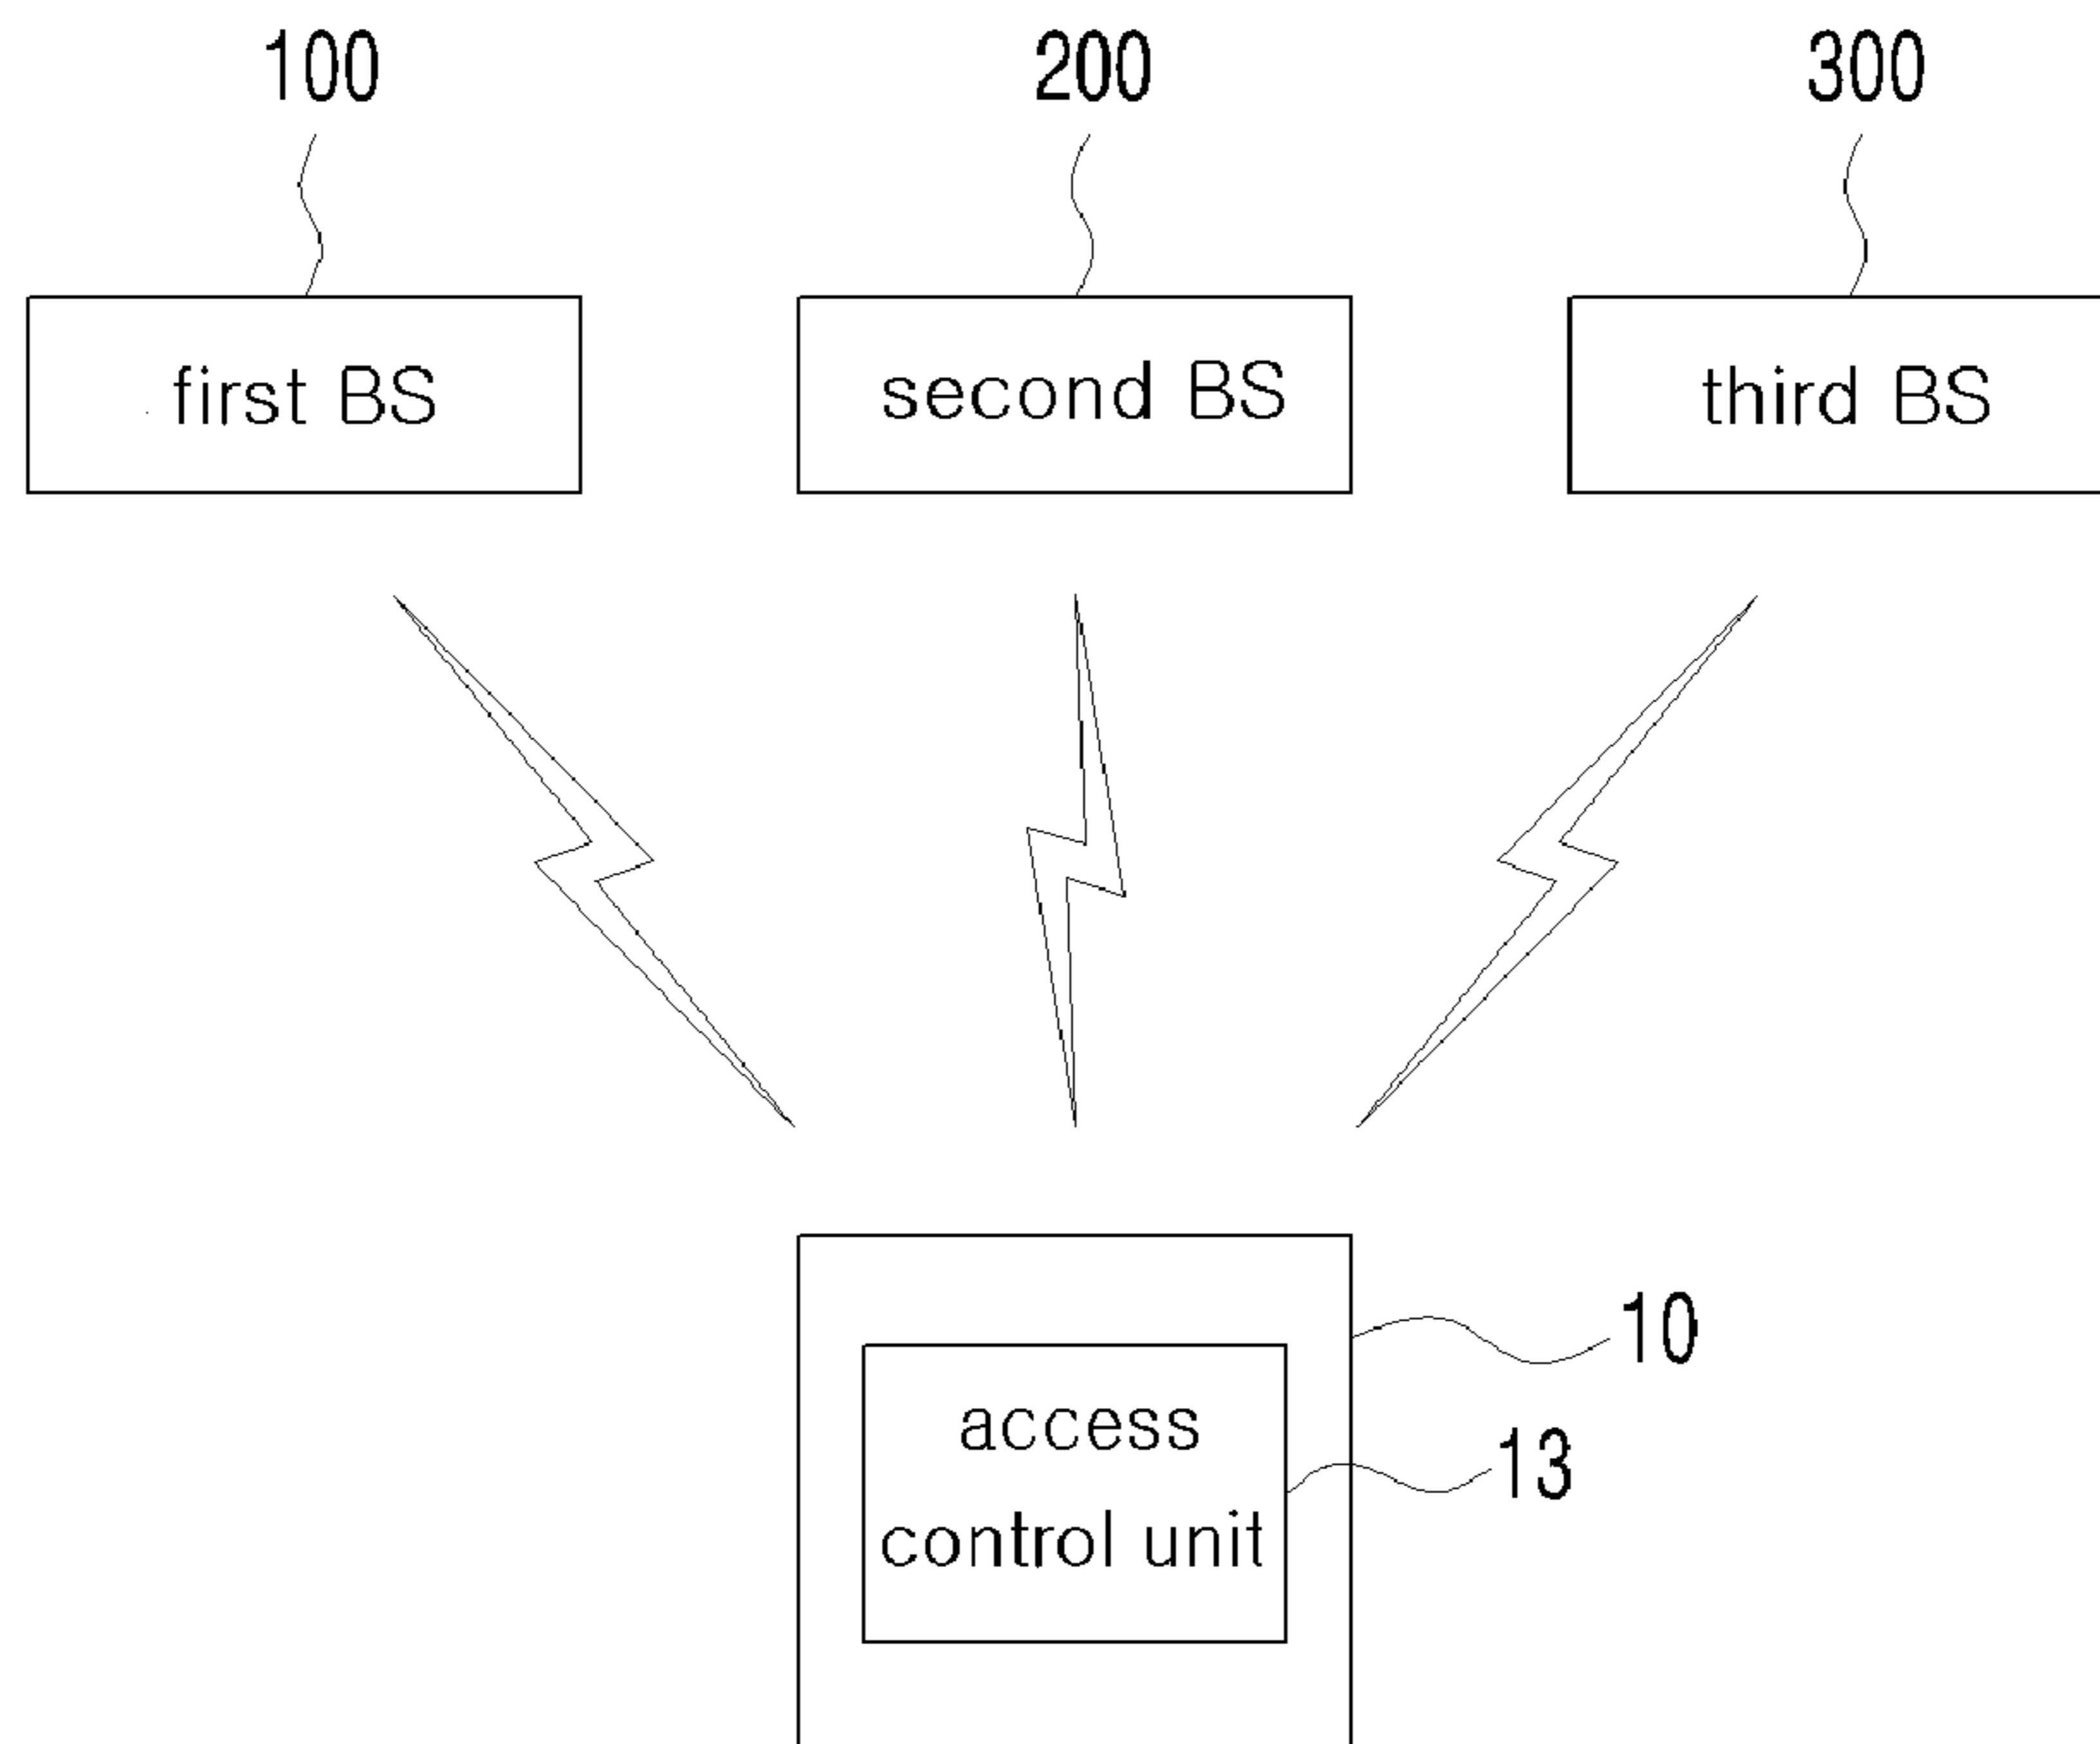 100
200
300
first BS
second BS
third BS
10
access
13
control unit